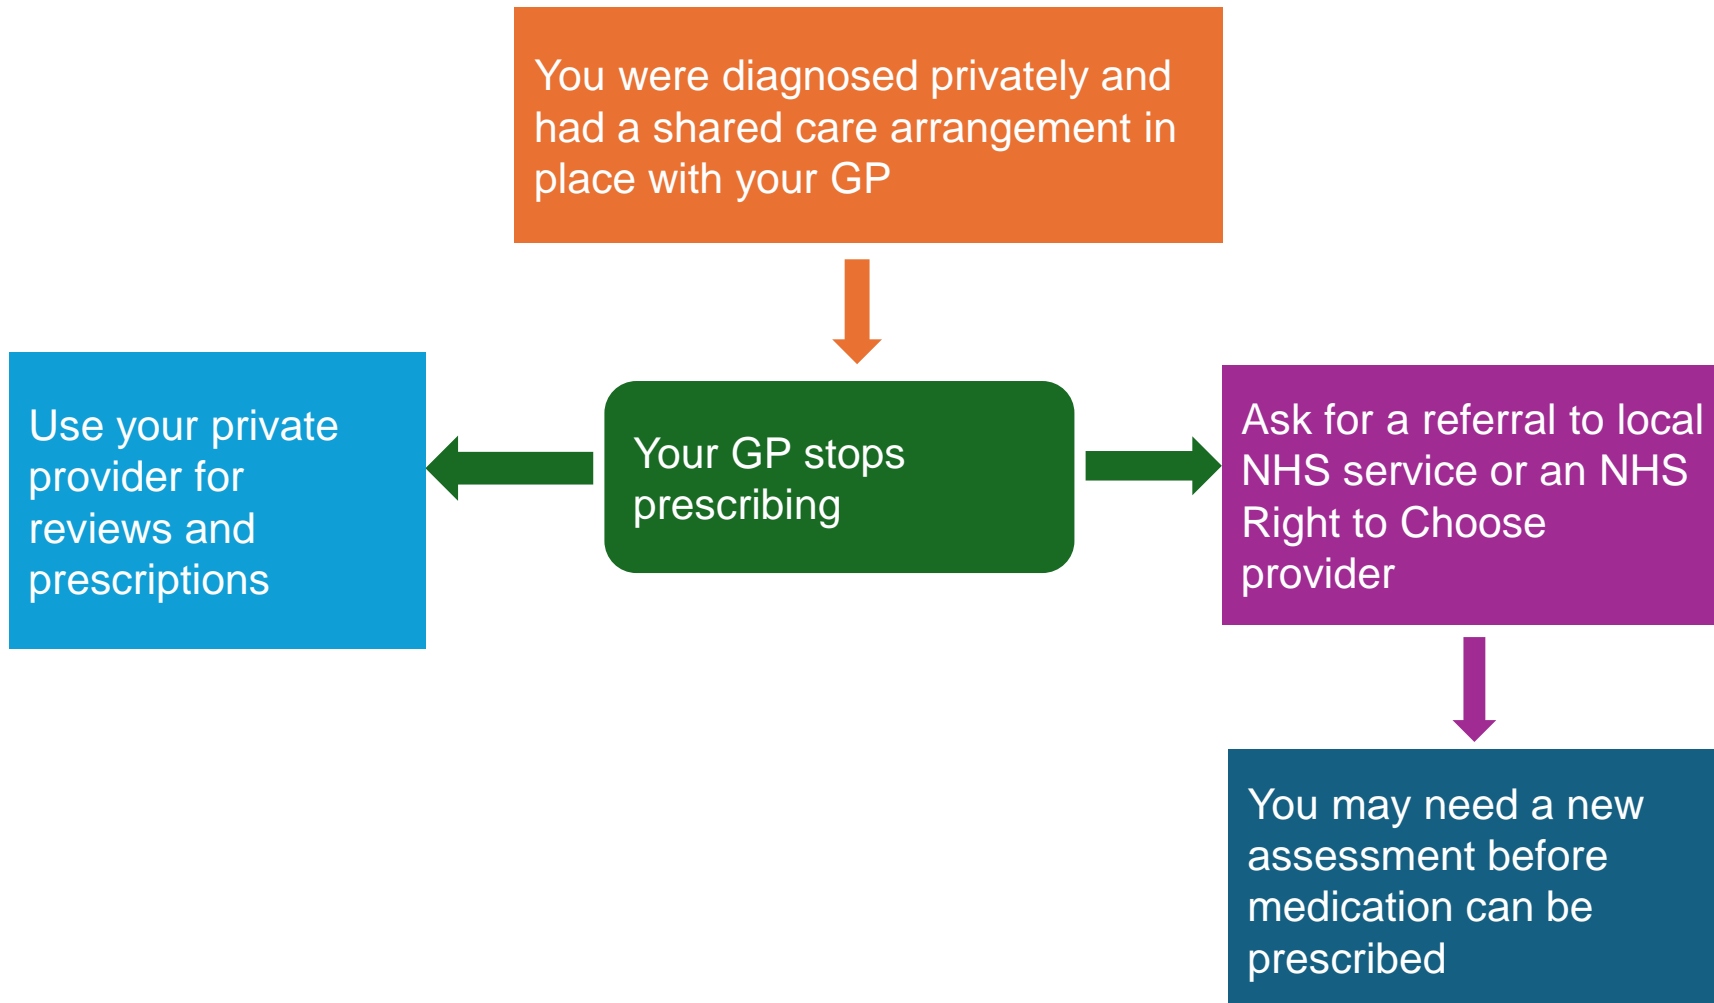 You were diagnosed privately and
had a shared care arrangement in
place with your GP
Use your private
provider for
reviews and
prescriptions
Your GP stops
prescribing
Ask for a referral to local
NHS service or an NHS
Right to Choose
provider
You may need a new
assessment before
medication can be
prescribed